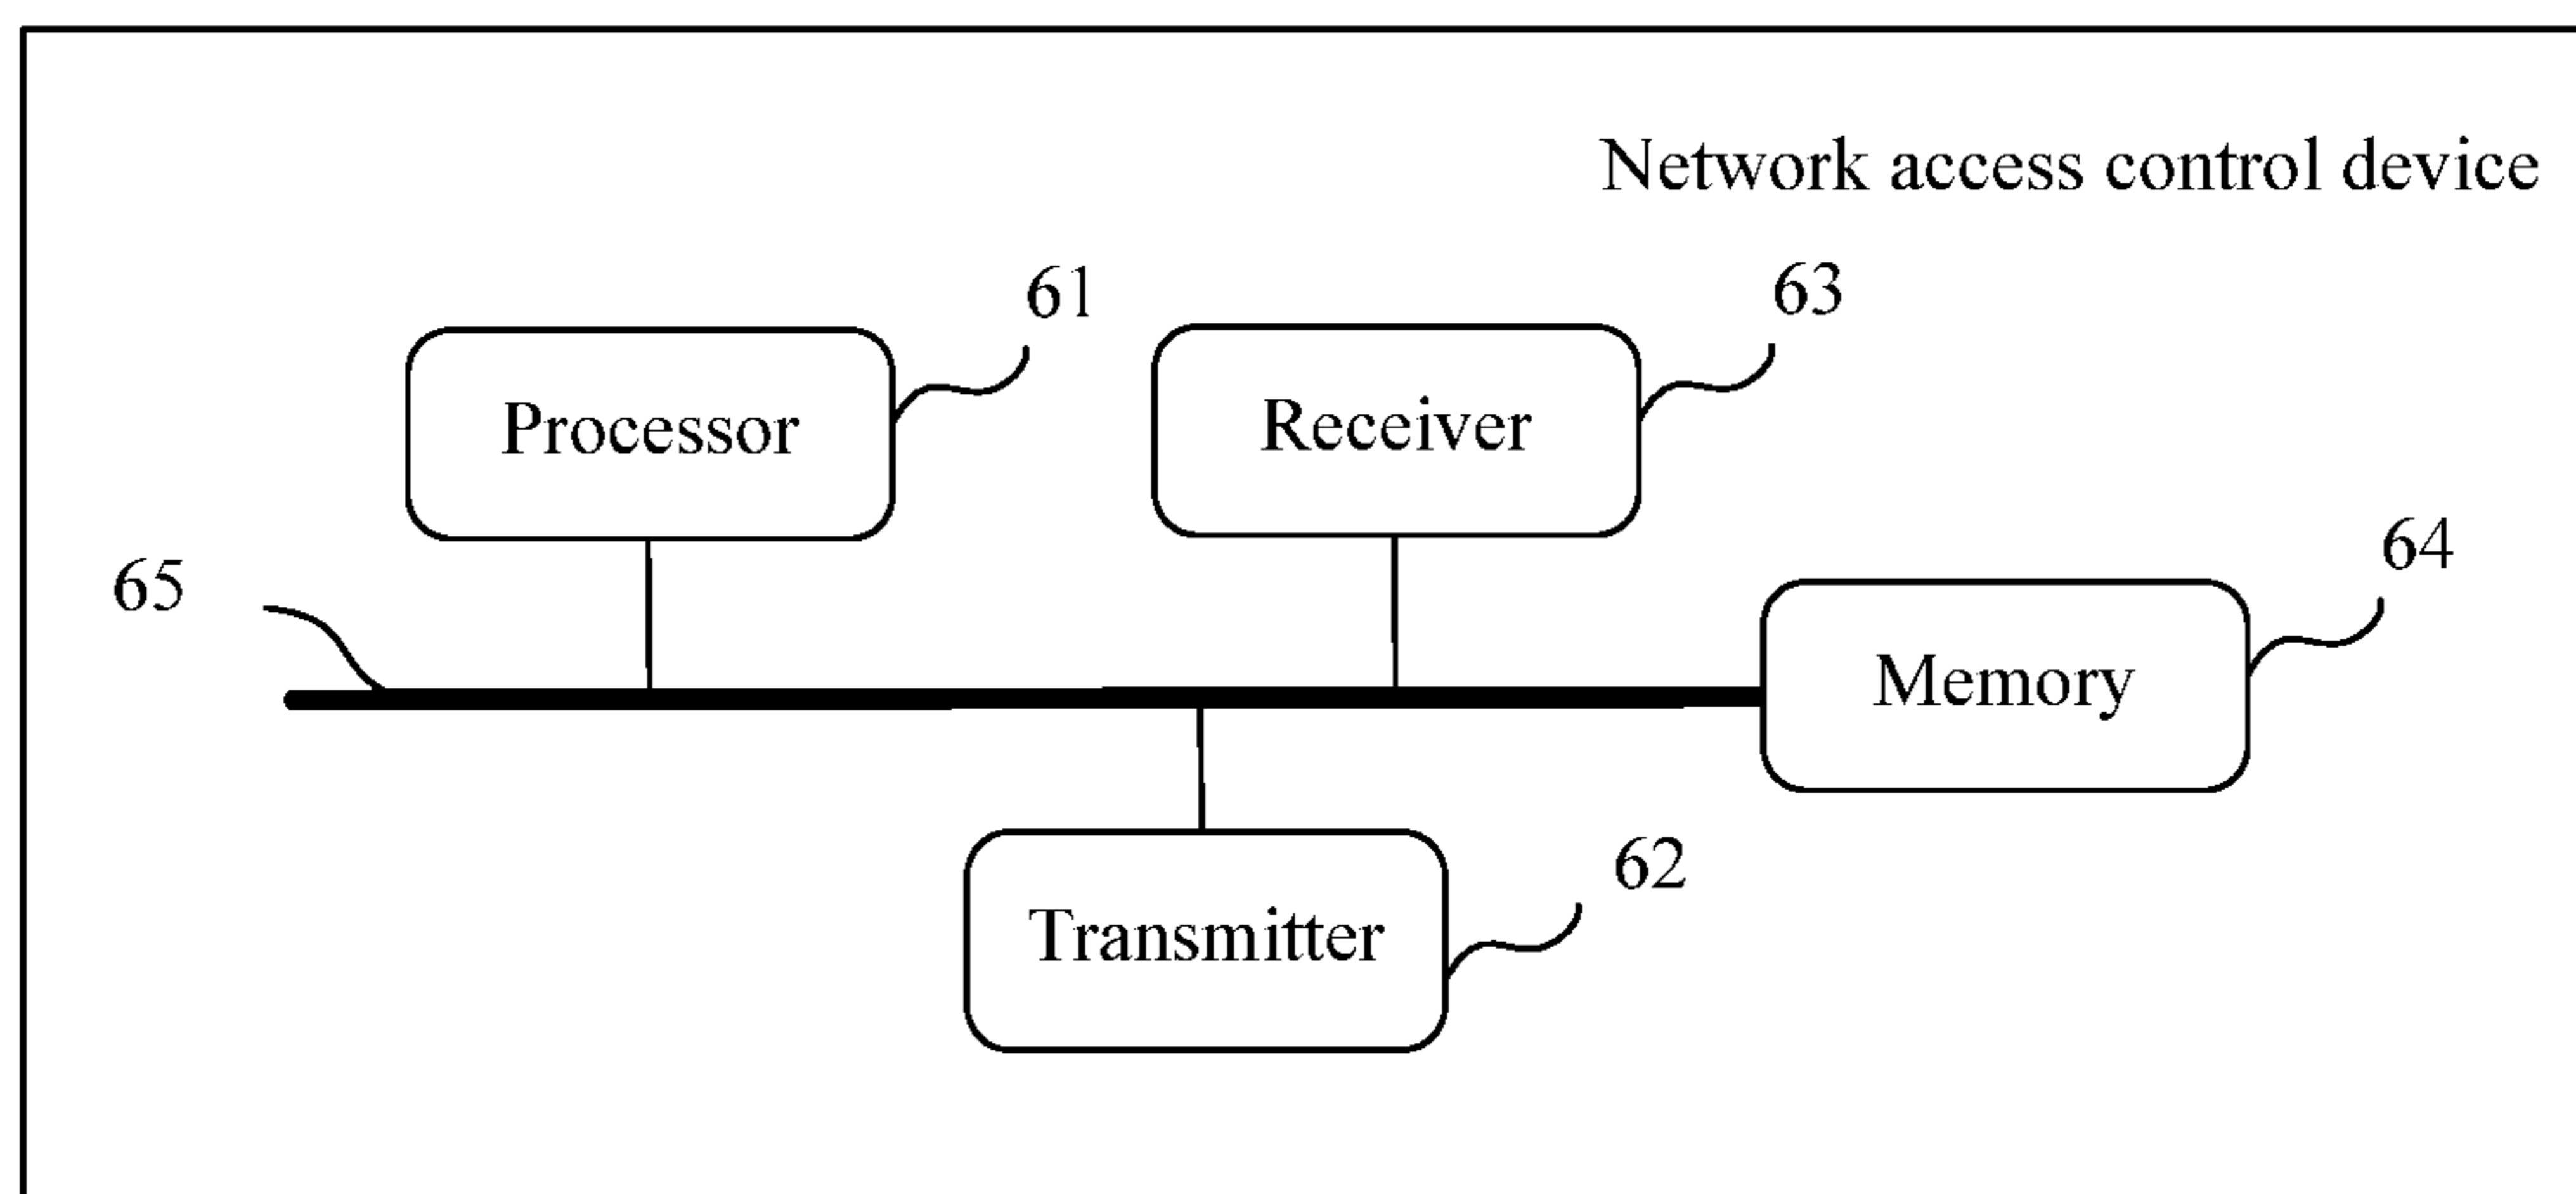 Network access control device
61
63
Processor
Receiver
65
64
Memory
62
Transmitter